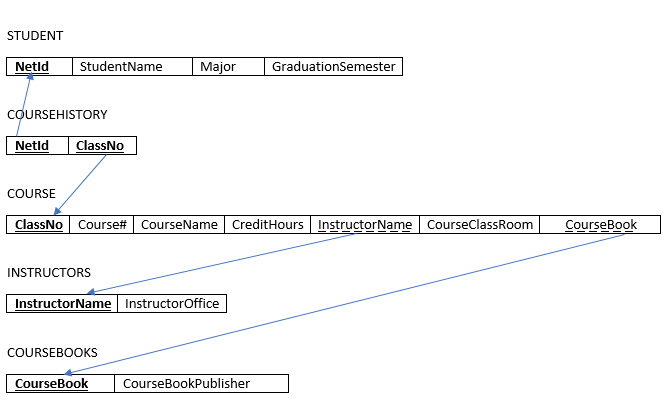 STUDENT
NetId StudentName Major GraduationSemester
COURSEHISTORY
NetId ClassNo
COURSE
ClassNo Course# CourseName CreditHours InstructorName CourseClassRoom CourseBook
INSTRUCTORS
InstructorName InstructorOffice
COURSEBOOKS
CourseBook CourseBookPublisher